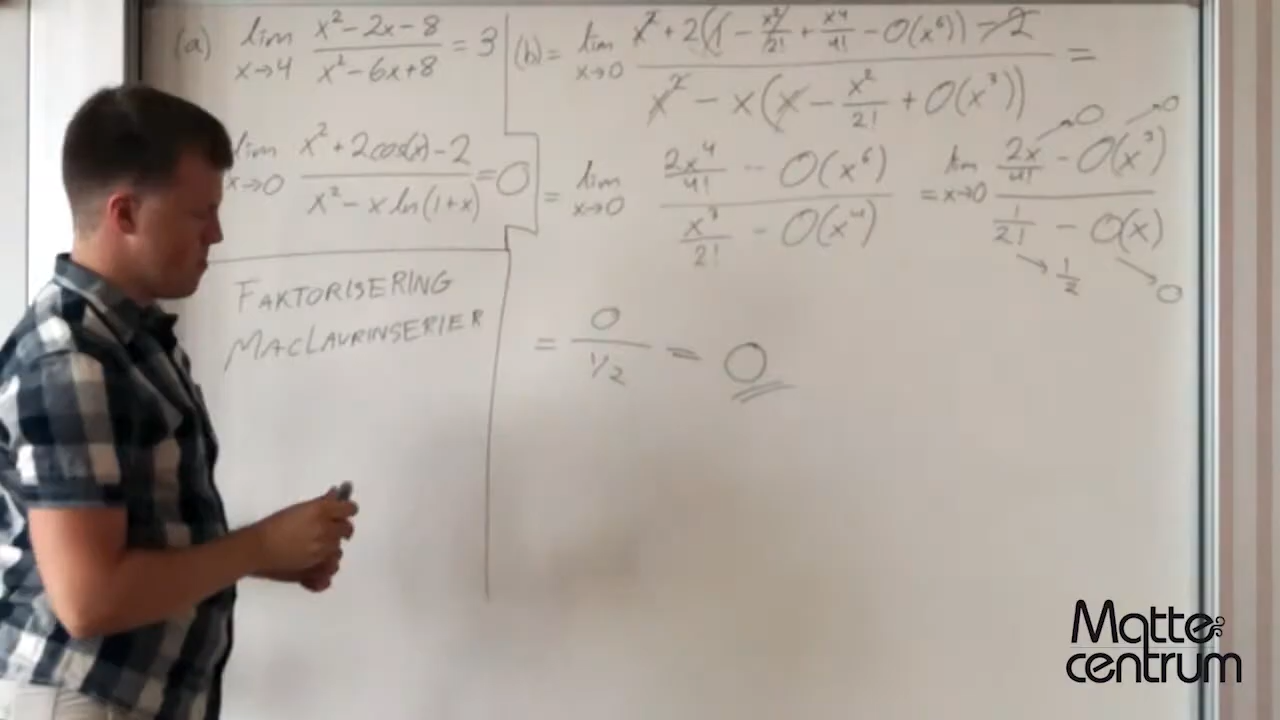 (a) lim x→4 (x² - 2x - 8)/(x² - 6x + 8) = 3
lim x→0 (x² + 2cos(x) - 2)/(x² - x ln(1+x)) = 0
FAKTORISERING
MACLAURINSERIER
(b) = lim x→0 (x² + 2(1 - x²/2! + x⁴/4! - O(x⁶)) - 2)/(x² - x(x - x²/2! + O(x³))) =
= lim x→0 (2x⁴/4! - O(x⁶))/(x³/2! - O(x⁴)) = lim x→0 (2x/4! - O(x³))/(1/2! - O(x))
→0 →0
→1/2 →0
= 0/(1/2) = 0
Matte
centrum